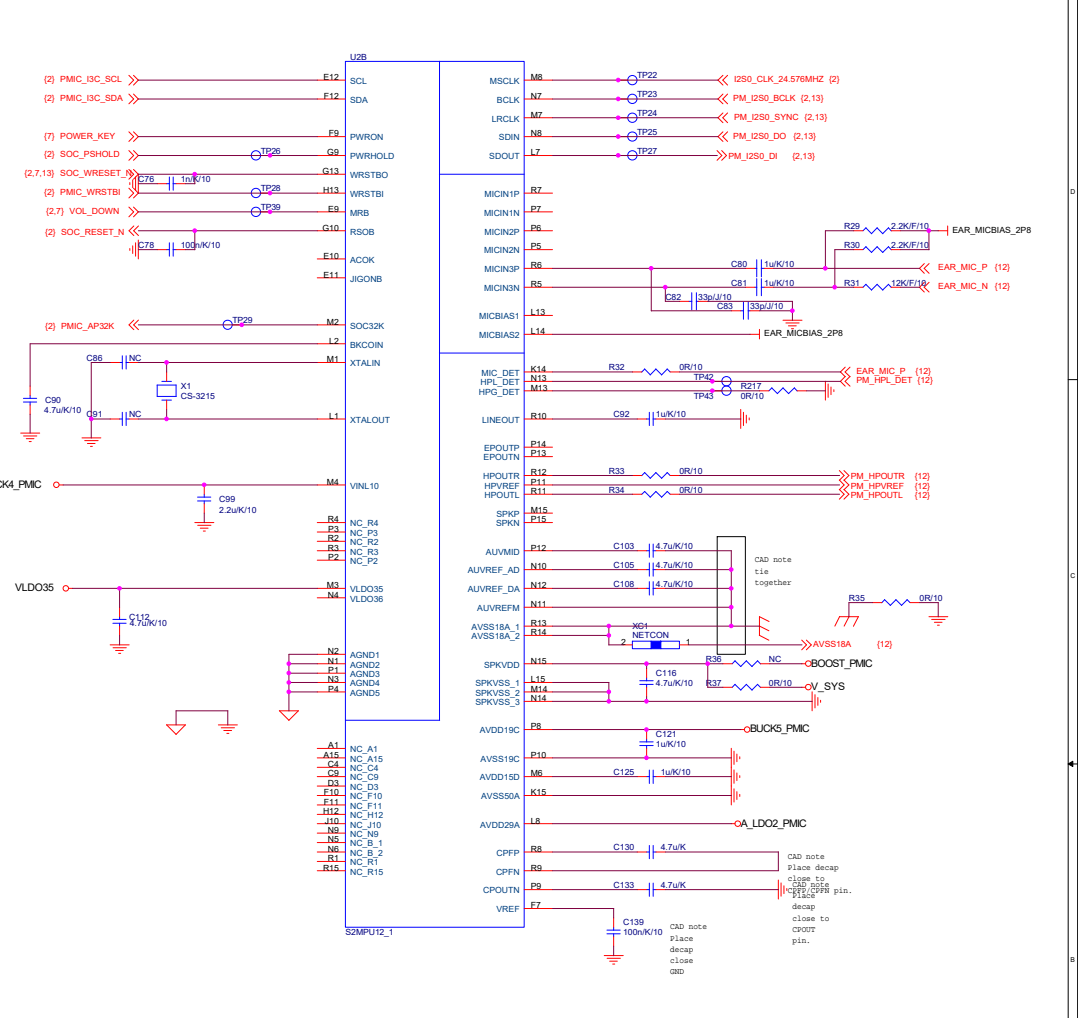 U2B
{2} PMIC_I3C_SCL E12 SCL
{2} PMIC_I3C_SDA F12 SDA
{7} POWER_KEY F9 PWRON
{2} SOC_PSHOLD TP26 G9 PWRHOLD
{2,7,13} SOC_WRESET_N G13 WRSTBO
C76 1n/K/10
{2} PMIC_WRSTBI TP28 H13 WRSTBI
{2,7} VOL_DOWN TP39 E9 MRB
{2} SOC_RESET_N G10 RSOB
C78 100n/K/10
E10 ACOK
E11 JIGONB
{2} PMIC_AP32K TP29 M2 SOC32K
L2 BKCOIN
C86 NC M1 XTALIN
X1
CS-3215
C90
4.7u/K/10
C91 NC L1 XTALOUT
CK4_PMIC M4 VINL10
C99
2.2u/K/10
R4 NC_R4
P3 NC_P3
R2 NC_R2
R3 NC_R3
P2 NC_P2
VLDO35 M3 VLDO35
N4 VLDO36
C112
4.7u/K/10
N2 AGND1
N1 AGND2
P1 AGND3
N3 AGND4
P4 AGND5
A1 NC_A1
A15 NC_A15
C4 NC_C4
C9 NC_C9
D3 NC_D3
F10 NC_F10
F11 NC_F11
H12 NC_H12
J10 NC_J10
N9 NC_N9
N5 NC_B_1
N6 NC_B_2
R1 NC_R1
R15 NC_R15
S2MPU12_1
MSCLK M8 TP22 I2S0_CLK_24.576MHZ {2}
BCLK N7 TP23 PM_I2S0_BCLK {2,13}
LRCLK M7 TP24 PM_I2S0_SYNC {2,13}
SDIN N8 TP25 PM_I2S0_DO {2,13}
SDOUT L7 TP27 PM_I2S0_DI {2,13}
MICIN1P R7
MICIN1N P7
MICIN2P P6
MICIN2N P5
R29 2.2K/F/10 EAR_MICBIAS_2P8
R30 2.2K/F/10
MICIN3P R6 C80 1u/K/10 EAR_MIC_P {12}
MICIN3N R5 C81 1u/K/10 R31 12K/F/10 EAR_MIC_N {12}
C82 33p/J/10
C83 33p/J/10
MICBIAS1 L13
MICBIAS2 L14 EAR_MICBIAS_2P8
MIC_DET K14 R32 0R/10 EAR_MIC_P {12}
HPL_DET N13 TP42 PM_HPL_DET {12}
HPG_DET M13 TP43 R217 0R/10
LINEOUT R10 C92 1u/K/10
EPOUTP P14
EPOUTN P13
HPOUTR R12 R33 0R/10 PM_HPOUTR {12}
HPVREF P11 PM_HPVREF {12}
HPOUTL R11 R34 0R/10 PM_HPOUTL {12}
SPKP M15
SPKN P15
AUVMID P12 C103 4.7u/K/10
AUVREF_AD N10 C105 4.7u/K/10
AUVREF_DA N12 C108 4.7u/K/10
CAD note
tie
together
AUVREFM N11
R35 0R/10
AVSS18A_1 R13
AVSS18A_2 R14
XC1
NETCON
2 1 AVSS18A {12}
SPKVDD N15 R36 NC BOOST_PMIC
C116
4.7u/K/10
R37 0R/10 V_SYS
SPKVSS_1 L15
SPKVSS_2 M14
SPKVSS_3 N14
AVDD19C P8 BUCK5_PMIC
C121
1u/K/10
AVSS19C P10
AVDD15D M6 C125 1u/K/10
AVSS50A K15
AVDD29A L8 A_LDO2_PMIC
CPFP R8 C130 4.7u/K
CPFN R9
CAD note
Place decap
close to
CPFP/CPFN pin.
CPOUTN P9 C133 4.7u/K
CAD note
Place
decap
close to
CPOUT
pin.
VREF F7
C139
100n/K/10
CAD note
Place
decap
close
GND
D
C
B